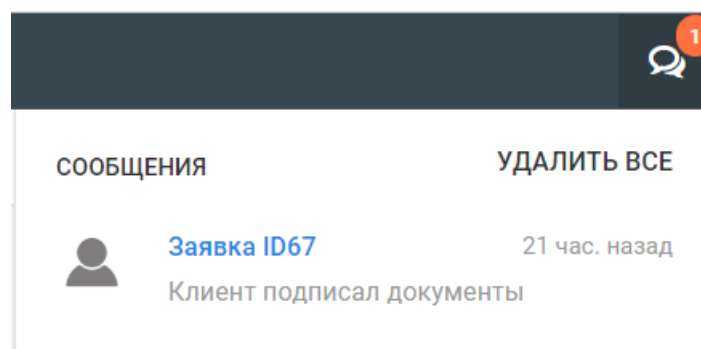 1
СООБЩЕНИЯ УДАЛИТЬ ВСЕ
Заявка ID67 21 час. назад
Клиент подписал документы